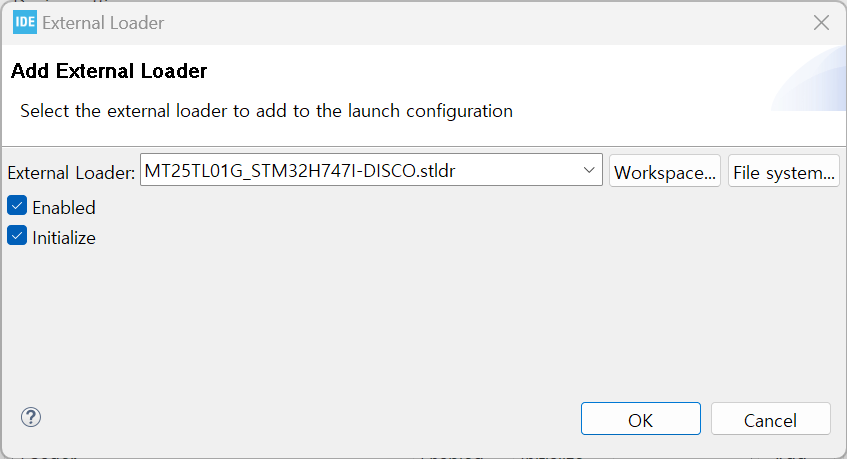 IDE External Loader
Add External Loader
Select the external loader to add to the launch configuration
External Loader: MT25TL01G_STM32H747I-DISCO.stldr Workspace... File system...
Enabled
Initialize
OK Cancel